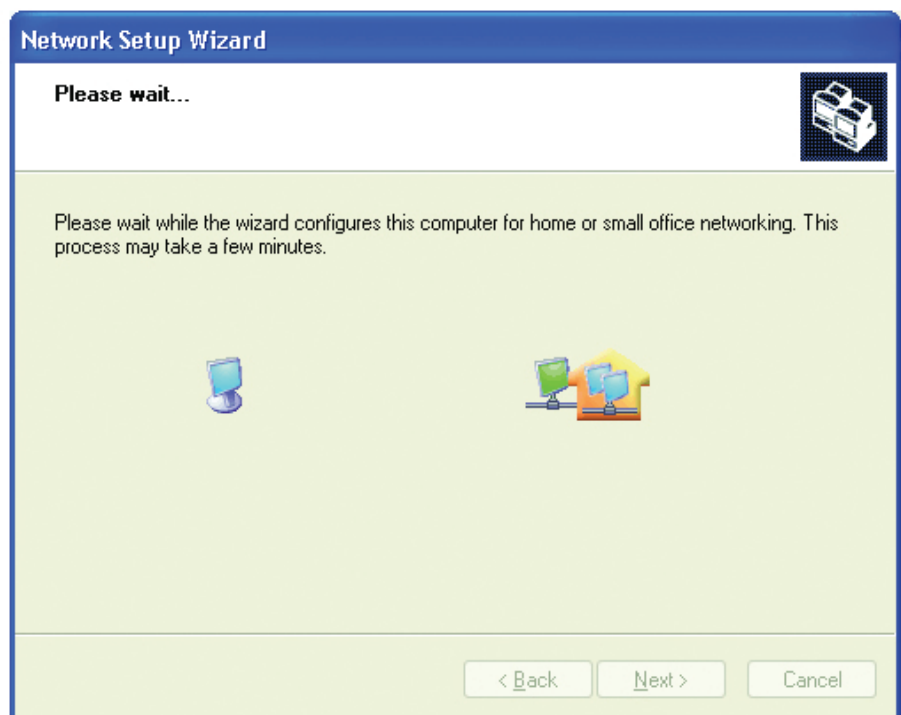 Network Setup Wizard
Please wait...
Please wait while the wizard configures this computer for home or small office networking. This
process may take a few minutes.
< Back
Next >
Cancel